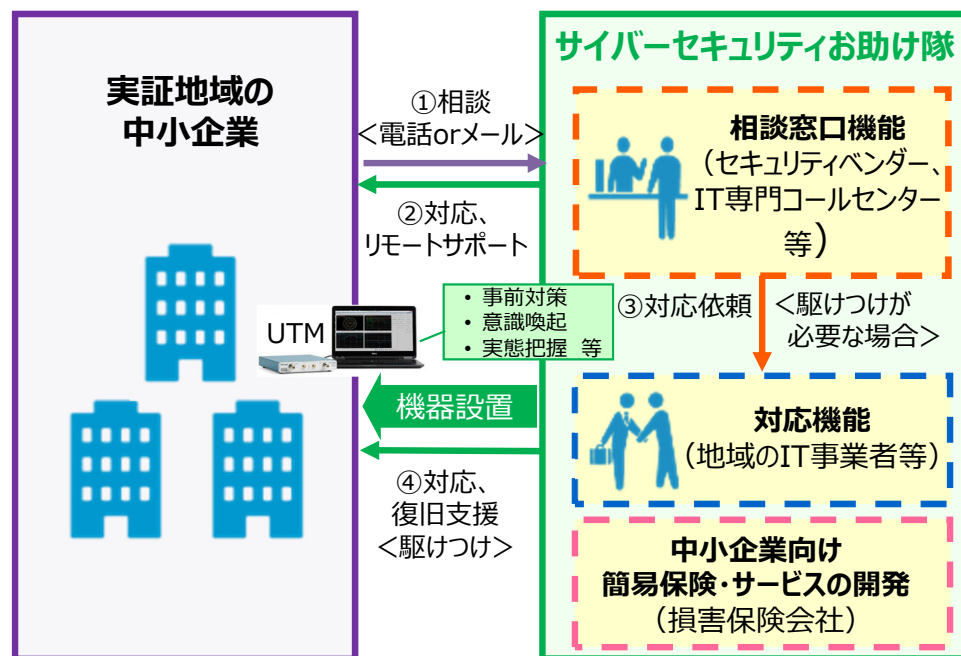 実証地域の
中小企業
①相談
＜電話orメール＞
②対応、
リモートサポート
UTM
・ 事前対策
・ 意識喚起
・ 実態把握 等
機器設置
④対応、
復旧支援
＜駆けつけ＞
サイバーセキュリティお助け隊
相談窓口機能
（セキュリティベンダー、
IT専門コールセンター
等）
③対応依頼
＜駆けつけが
必要な場合＞
対応機能
（地域のIT事業者等）
中小企業向け
簡易保険・サービスの開発
（損害保険会社）